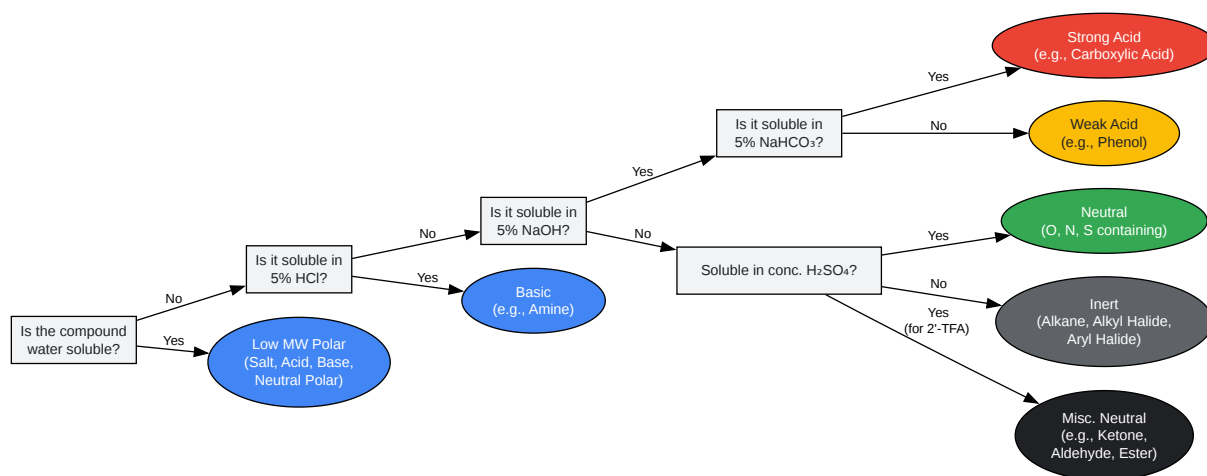 Strong Acid
(e.g., Carboxylic Acid)
Yes
Is it soluble in
5% NaHCO₃?
No
Weak Acid
(e.g., Phenol)
Yes
Is it soluble in
5% NaOH?
No
Neutral
(O, N, S containing)
Yes
Soluble in conc. H₂SO₄?
No
Is it soluble in
5% HCl?
No
Yes
Basic
(e.g., Amine)
Inert
(Alkane, Alkyl Halide,
Aryl Halide)
Yes
(for 2'-TFA)
Is the compound
water soluble?
No
Yes
Low MW Polar
(Salt, Acid, Base,
Neutral Polar)
Misc. Neutral
(e.g., Ketone,
Aldehyde, Ester)